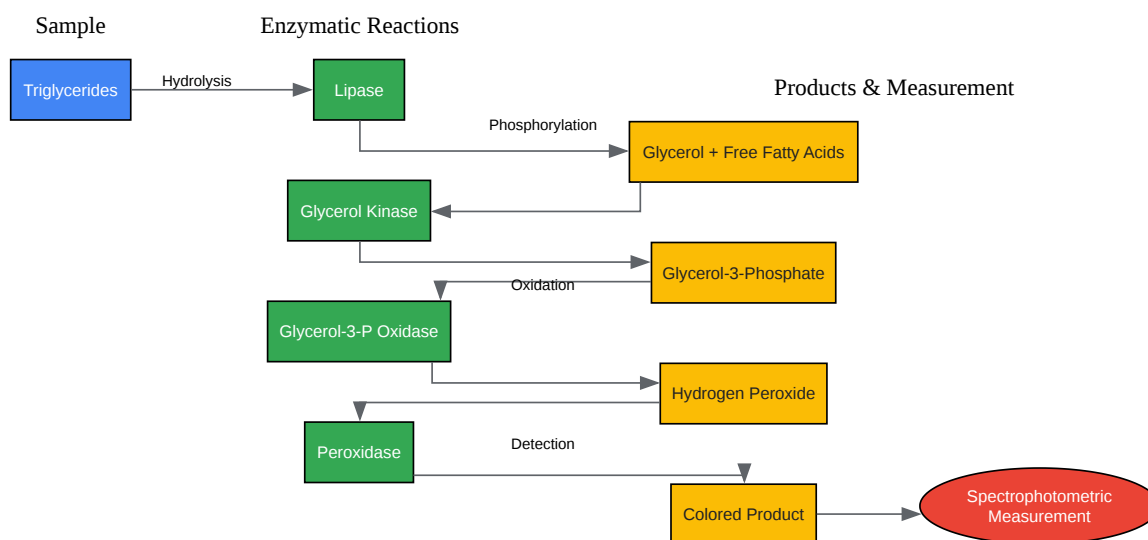 Sample
Enzymatic Reactions
Triglycerides
Hydrolysis
Lipase
Products & Measurement
Phosphorylation
Glycerol + Free Fatty Acids
Glycerol Kinase
Glycerol-3-Phosphate
Oxidation
Glycerol-3-P Oxidase
Hydrogen Peroxide
Peroxidase
Detection
Colored Product
Spectrophotometric
Measurement